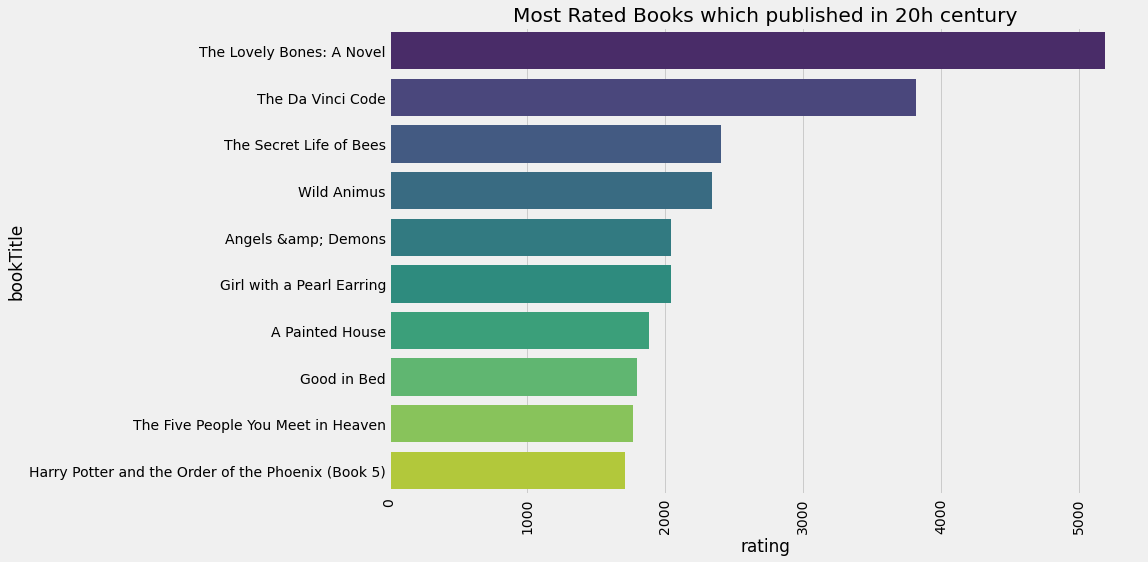 Most Rated Books which published in 20h century
The Lovely Bones: A Novel
The Da Vinci Code
The Secret Life of Bees
Wild Animus
Angels &amp; Demons
Girl with a Pearl Earring
A Painted House
Good in Bed
The Five People You Meet in Heaven
Harry Potter and the Order of the Phoenix (Book 5)
bookTitle
0
1000
2000
3000
4000
5000
rating